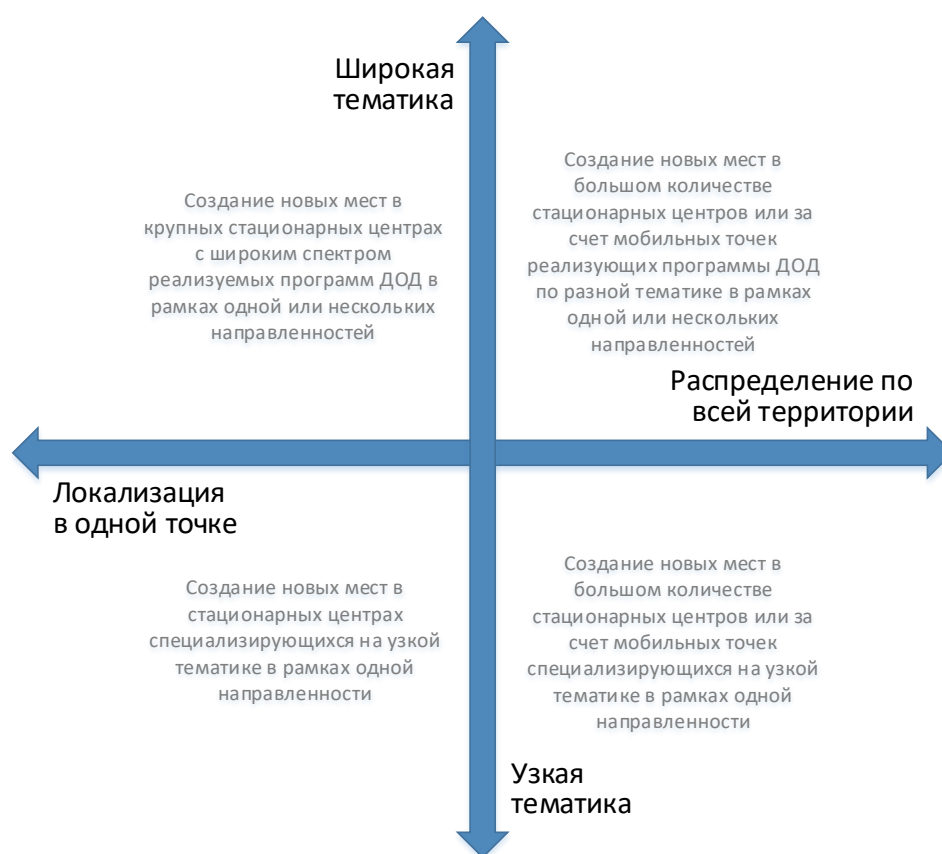 Широкая
тематика
Создание новых мест в
крупных стационарных центрах
с широким спектром
реализуемых программ ДОД в
рамках одной или нескольких
направленностей
Создание новых мест в
большом количестве
стационарных центров или за
счет мобильных точек
реализующих программы ДОД
по разной тематике в рамках
одной или нескольких
направленностей
Распределение по
всей территории
Локализация
в одной точке
Создание новых мест в
стационарных центрах
специализирующихся на узкой
тематике в рамках одной
направленности
Создание новых мест в
большом количестве
стационарных центров или за
счет мобильных точек
специализирующихся на узкой
тематике в рамках одной
направленности
Узкая
тематика